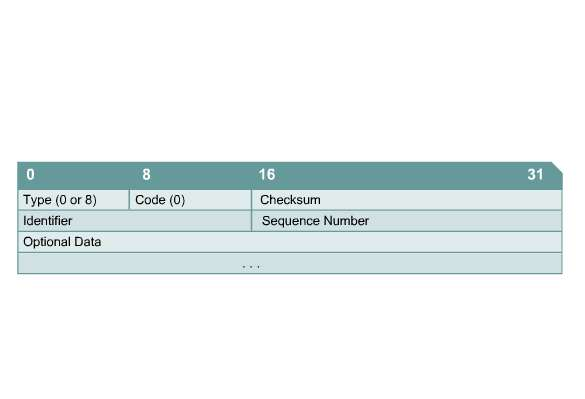 0 8 16 31
Type (0 or 8) Code (0) Checksum
Identifier Sequence Number
Optional Data
. . .